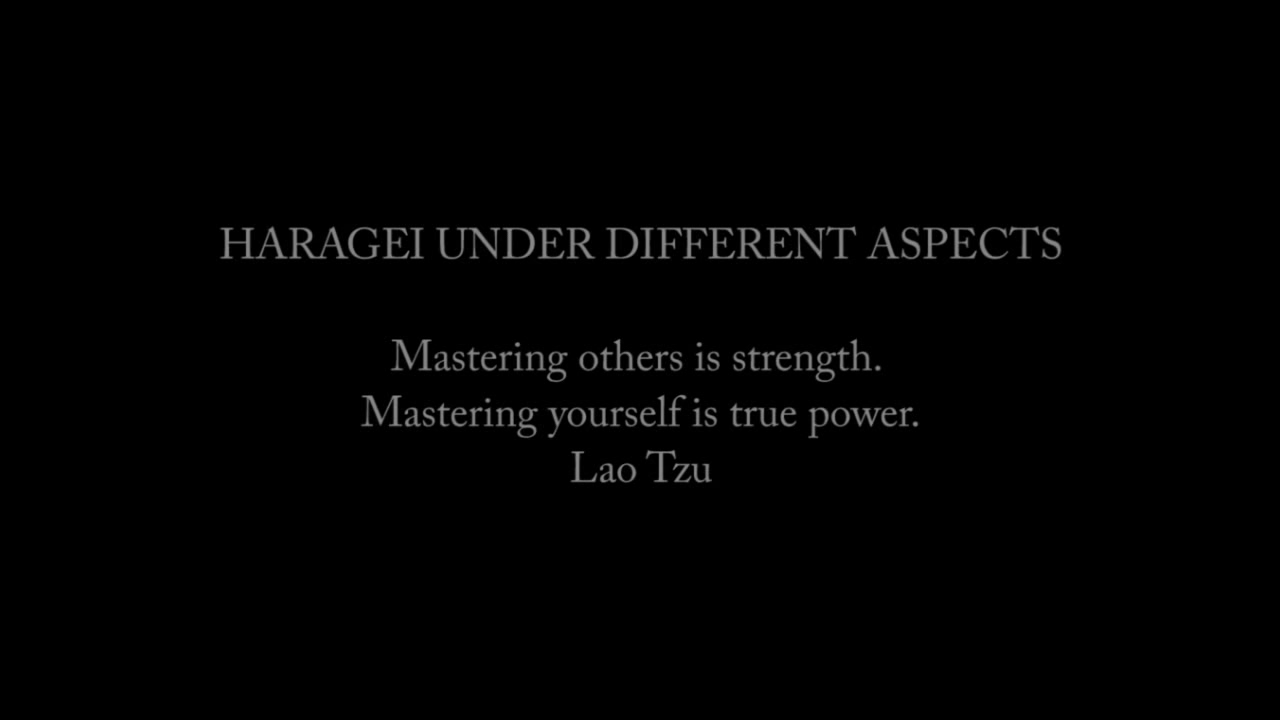 HARAGEI UNDER DIFFERENT ASPECTS
Mastering others is strength.
Mastering yourself is true power.
Lao Tzu